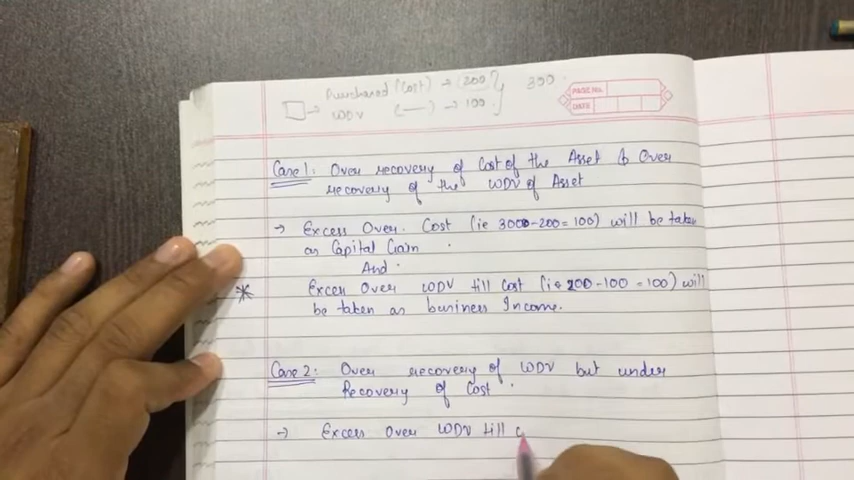 Purchased (Cost) → (200) 300
→ WDV (—) → 100
PAGE No.
DATE
Case 1: Over recovery of Cost of the Asset & Over
recovery of the WDV of Asset
→ Excess Over Cost (ie 300-200=100) will be taken
as Capital Gain
And
* Excess Over WDV till Cost (ie 200-100=100) will
be taken as business Income.
Case 2: Over recovery of WDV but under
Recovery of Cost.
→ Excess Over WDV till c